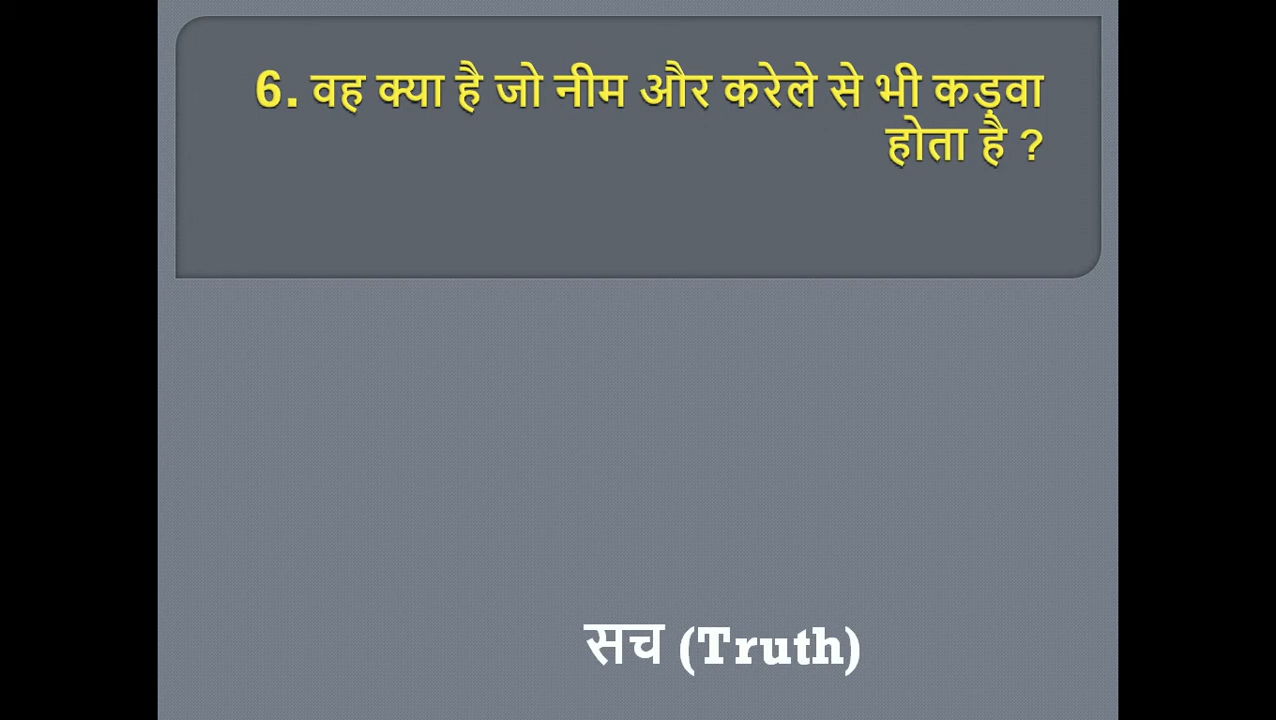 6. वह क्या है जो नीम और करेले से भी कड़वा
होता है ?
सच (Truth)